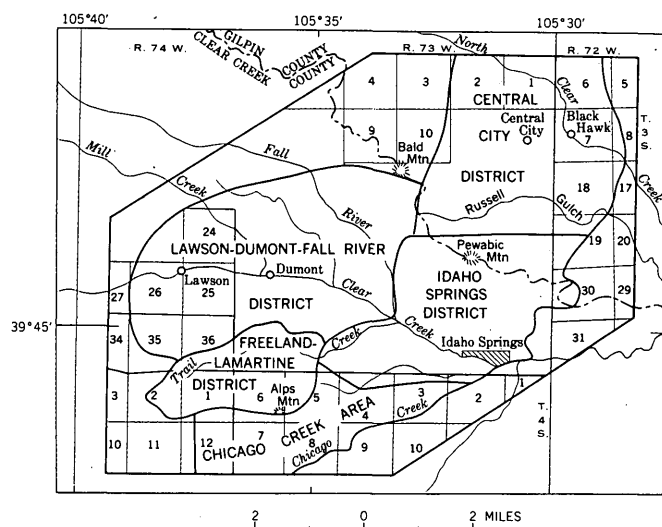 105°40'
105°35'
105°30'
R. 74 W.
R. 73 W.
R. 72 W.
GILPIN COUNTY
CLEAR CREEK COUNTY
North
Clear
Creek
4
3
2
1
6
5
CENTRAL
CITY
DISTRICT
Central
City
Black
Hawk
7
8
T. 3 S.
9
10
Bald
Mtn
Mill
Creek
Fall
River
18
17
Russell
Gulch
24
LAWSON-DUMONT-FALL RIVER
DISTRICT
Pewabic
Mtn
19
20
Lawson
Dumont
Clear
Creek
27
26
25
IDAHO
SPRINGS
DISTRICT
30
29
39°45'
34
35
36
FREELAND-
LAMARTINE
DISTRICT
Trail
Creek
Idaho Springs
31
3
2
1
6
Alps
Mtn
5
4
3
2
1
T. 4 S.
10
11
12
7
8
9
10
CHICAGO CREEK AREA
Chicago
Creek
2 0 2 MILES